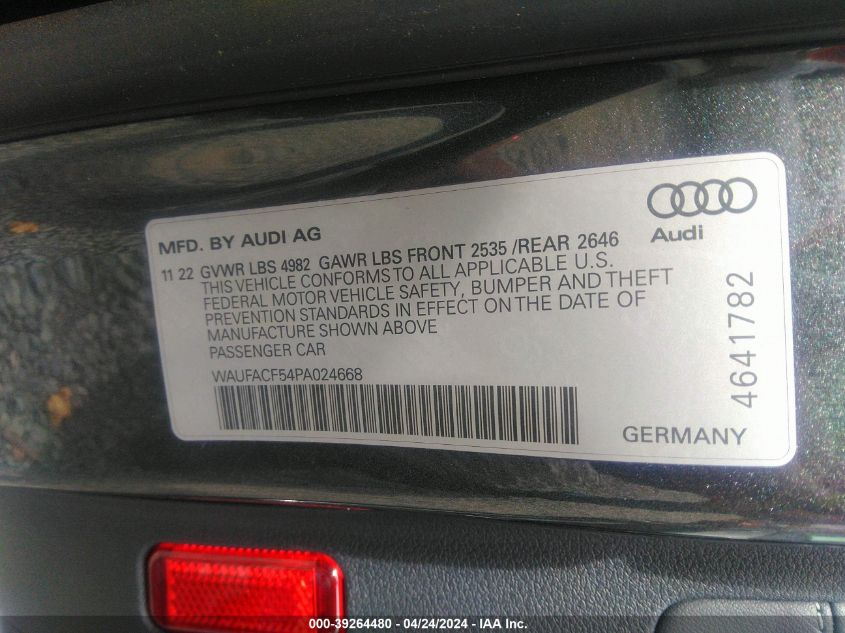 MFD. BY AUDI AG
11 22 GVWR LBS 4982 GAWR LBS FRONT 2535 /REAR 2646
THIS VEHICLE CONFORMS TO ALL APPLICABLE U.S.
FEDERAL MOTOR VEHICLE SAFETY, BUMPER AND THEFT
PREVENTION STANDARDS IN EFFECT ON THE DATE OF
MANUFACTURE SHOWN ABOVE
PASSENGER CAR
WAUFACF54PA024668
Audi
4641782
GERMANY
000-39264480 - 04/24/2024 - IAA Inc.